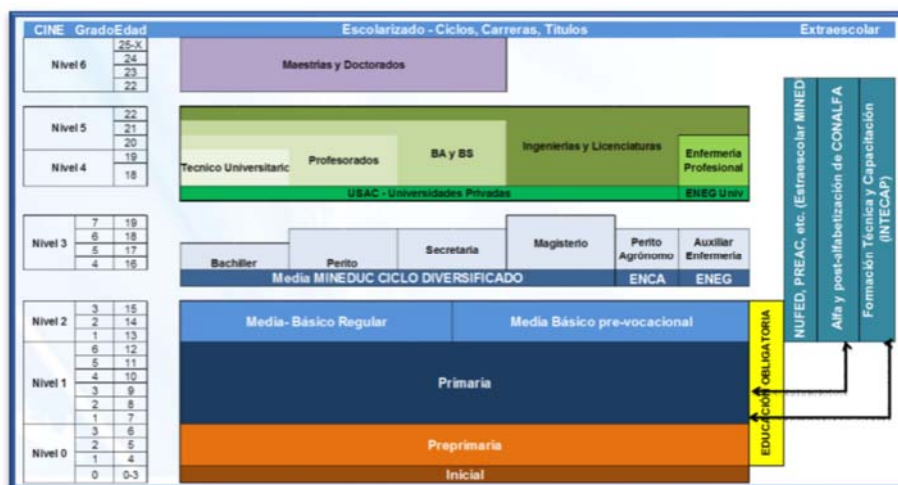 CINE Grado Edad Escolarizado - Ciclos, Carreras, Titulos Extraescolar
Nivel 6
25-X
24
23
22
Maestrias y Doctorados
Nivel 5
Nivel 4
22
21
20
19
18
Tecnico Universitario
Profesorados
BA y BS
Ingenierias y Licenciaturas
Enfermeria
Profesional
USAC - Universidades Privadas
ENEG Univ
Nivel 3
7 19
6 18
5 17
4 16
Bachiller
Perito
Secretaria
Magisterio
Perito
Agrónomo
Auxiliar
Enfermeria
Media MINEDUC CICLO DIVERSIFICADO
ENCA
ENEG
Nivel 2
3 15
2 14
1 13
Media- Básico Regular
Media Básico pre-vocacional
Nivel 1
6 12
5 11
4 10
3 9
2 8
1 7
Primaria
Nivel 0
3 6
2 5
1 4
0 0-3
Preprimaria
Inicial
EDUCACIÓN OBLIGATORIA
NUFED, PREAC, etc. (Estraescolar MINED
Alfa y post-alfabetización de CONALFA
Formación Técnica y Capacitación
(INTECAP)